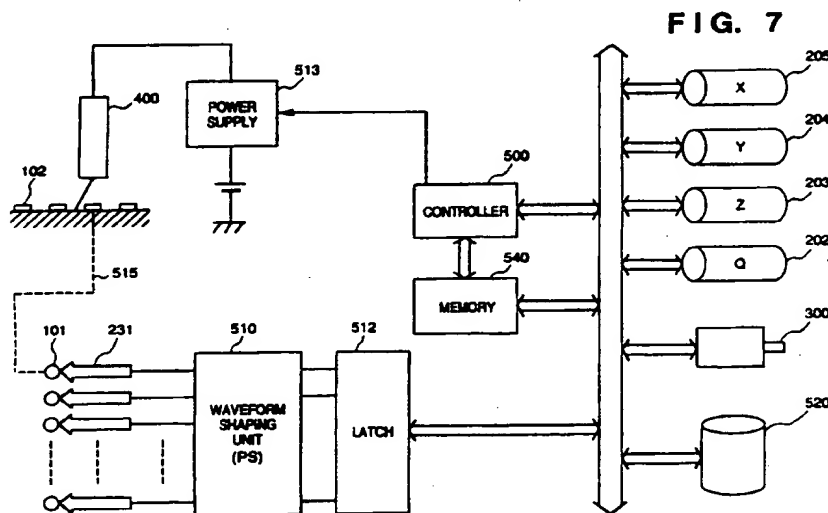 FIG. 7
513
205
400
POWER
SUPPLY
X
204
102
500
Y
203
CONTROLLER
Z
202
540
515
Q
MEMORY
300
101
231
510
512
520
WAVEFORM
SHAPING
UNIT
(PS)
LATCH